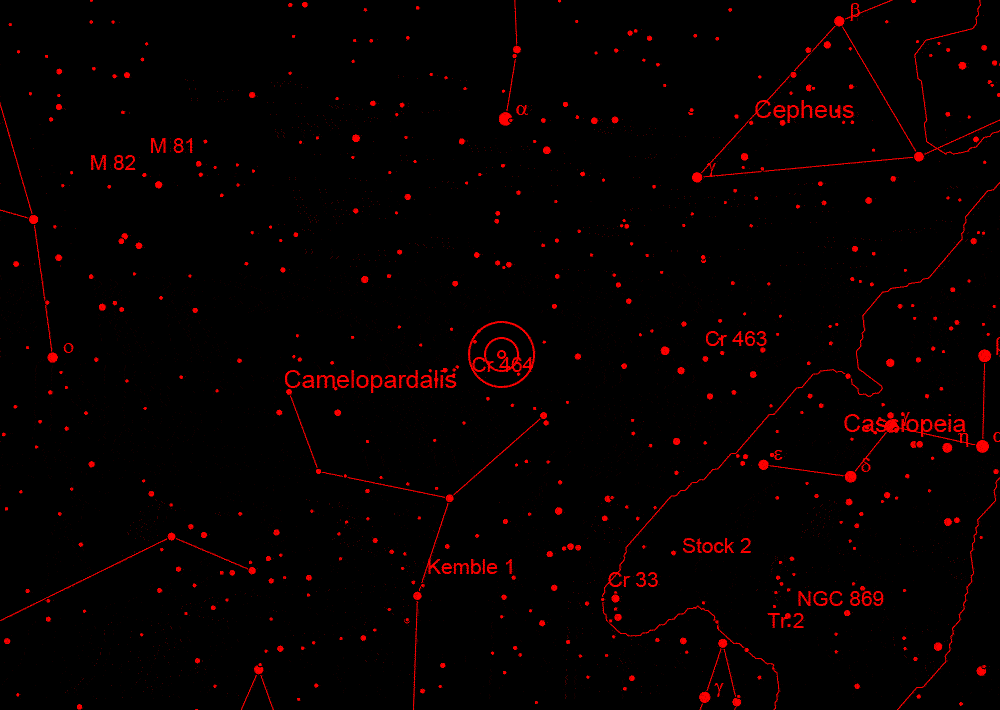 β
α
Cepheus
M 81
M 82
γ
ο
Cr 463
β
Cr 464
Camelopardalis
γ
Cassiopeia
η
α
ε
δ
Stock 2
Kemble 1
Cr 33
NGC 869
Tr 2
γ